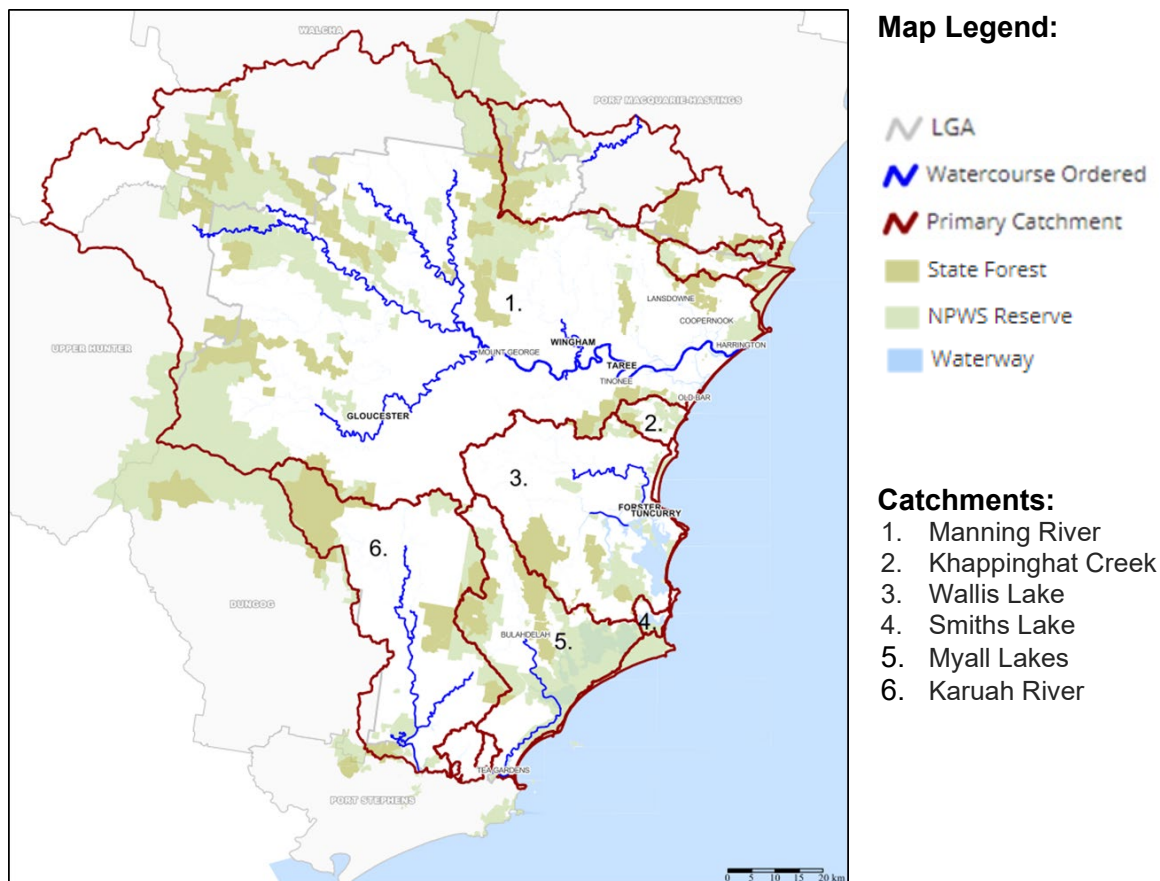 WALCHA
PORT MACQUARIE-HASTINGS
LANSDOWNE
1.
COOPERNOOK
WINGHAM
HARRINGTON
UPPER HUNTER
MOUNT GEORGE
TAREE
TINONEE
OLD BAR
GLOUCESTER
2.
3.
FORSTER
TUNCURRY
6.
DUNGOG
4.
BULAHDELAH
5.
TEA GARDENS
PORT STEPHENS
0 5 10 15 20 km
Map Legend:
LGA
Watercourse Ordered
Primary Catchment
State Forest
NPWS Reserve
Waterway
Catchments:
1. Manning River
2. Khappinghat Creek
3. Wallis Lake
4. Smiths Lake
5. Myall Lakes
6. Karuah River